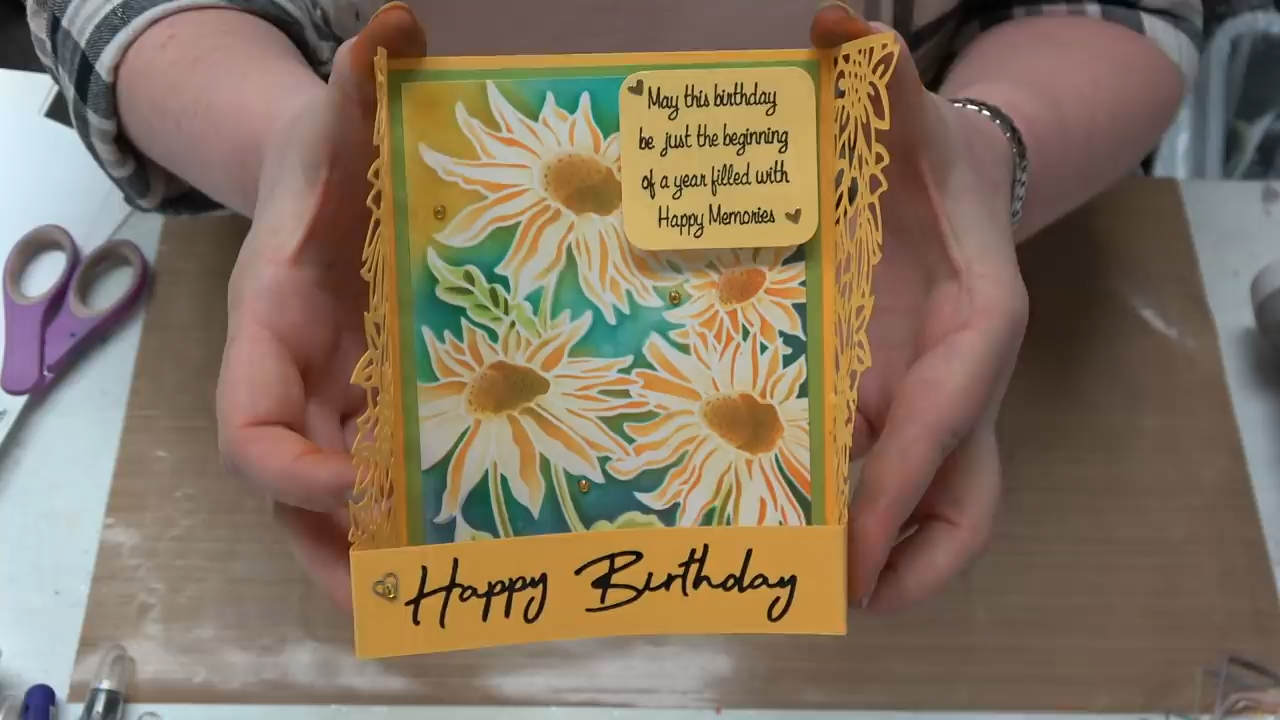 May this birthday
be just the beginning
of a year filled with
Happy Memories
Happy Birthday